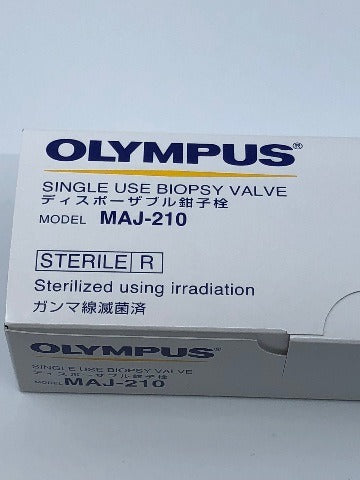 OLYMPUS®
SINGLE USE BIOPSY VALVE
ディスポーザブル鉗子栓
MODEL MAJ-210
STERILE R
Sterilized using irradiation
ガンマ線滅菌済
OLYMPUS®
SINGLE USE BIOPSY VALVE
ディスポーザブル鉗子栓
MODEL MAJ-210